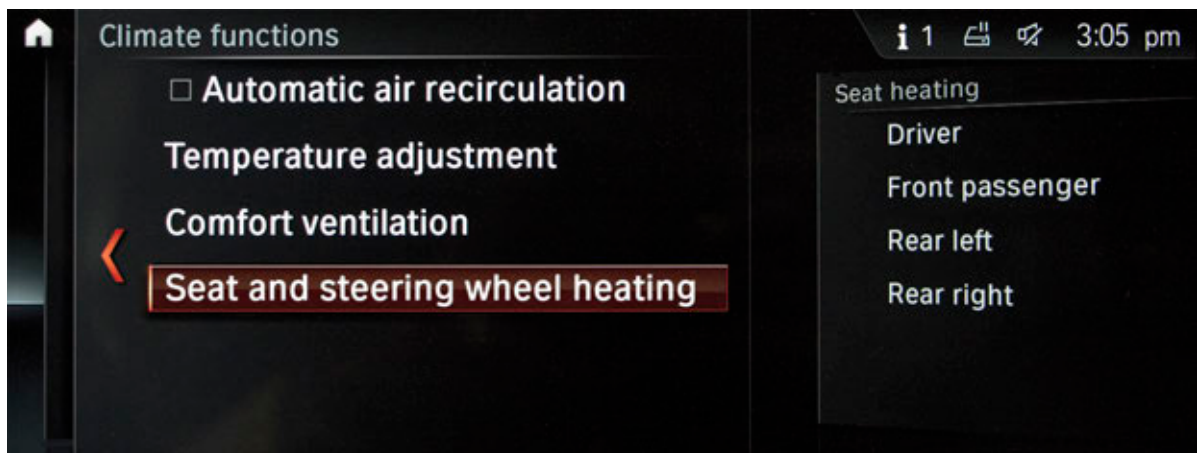 Climate functions
i 1 3:05 pm
Automatic air recirculation
Temperature adjustment
Comfort ventilation
Seat and steering wheel heating
Seat heating
Driver
Front passenger
Rear left
Rear right